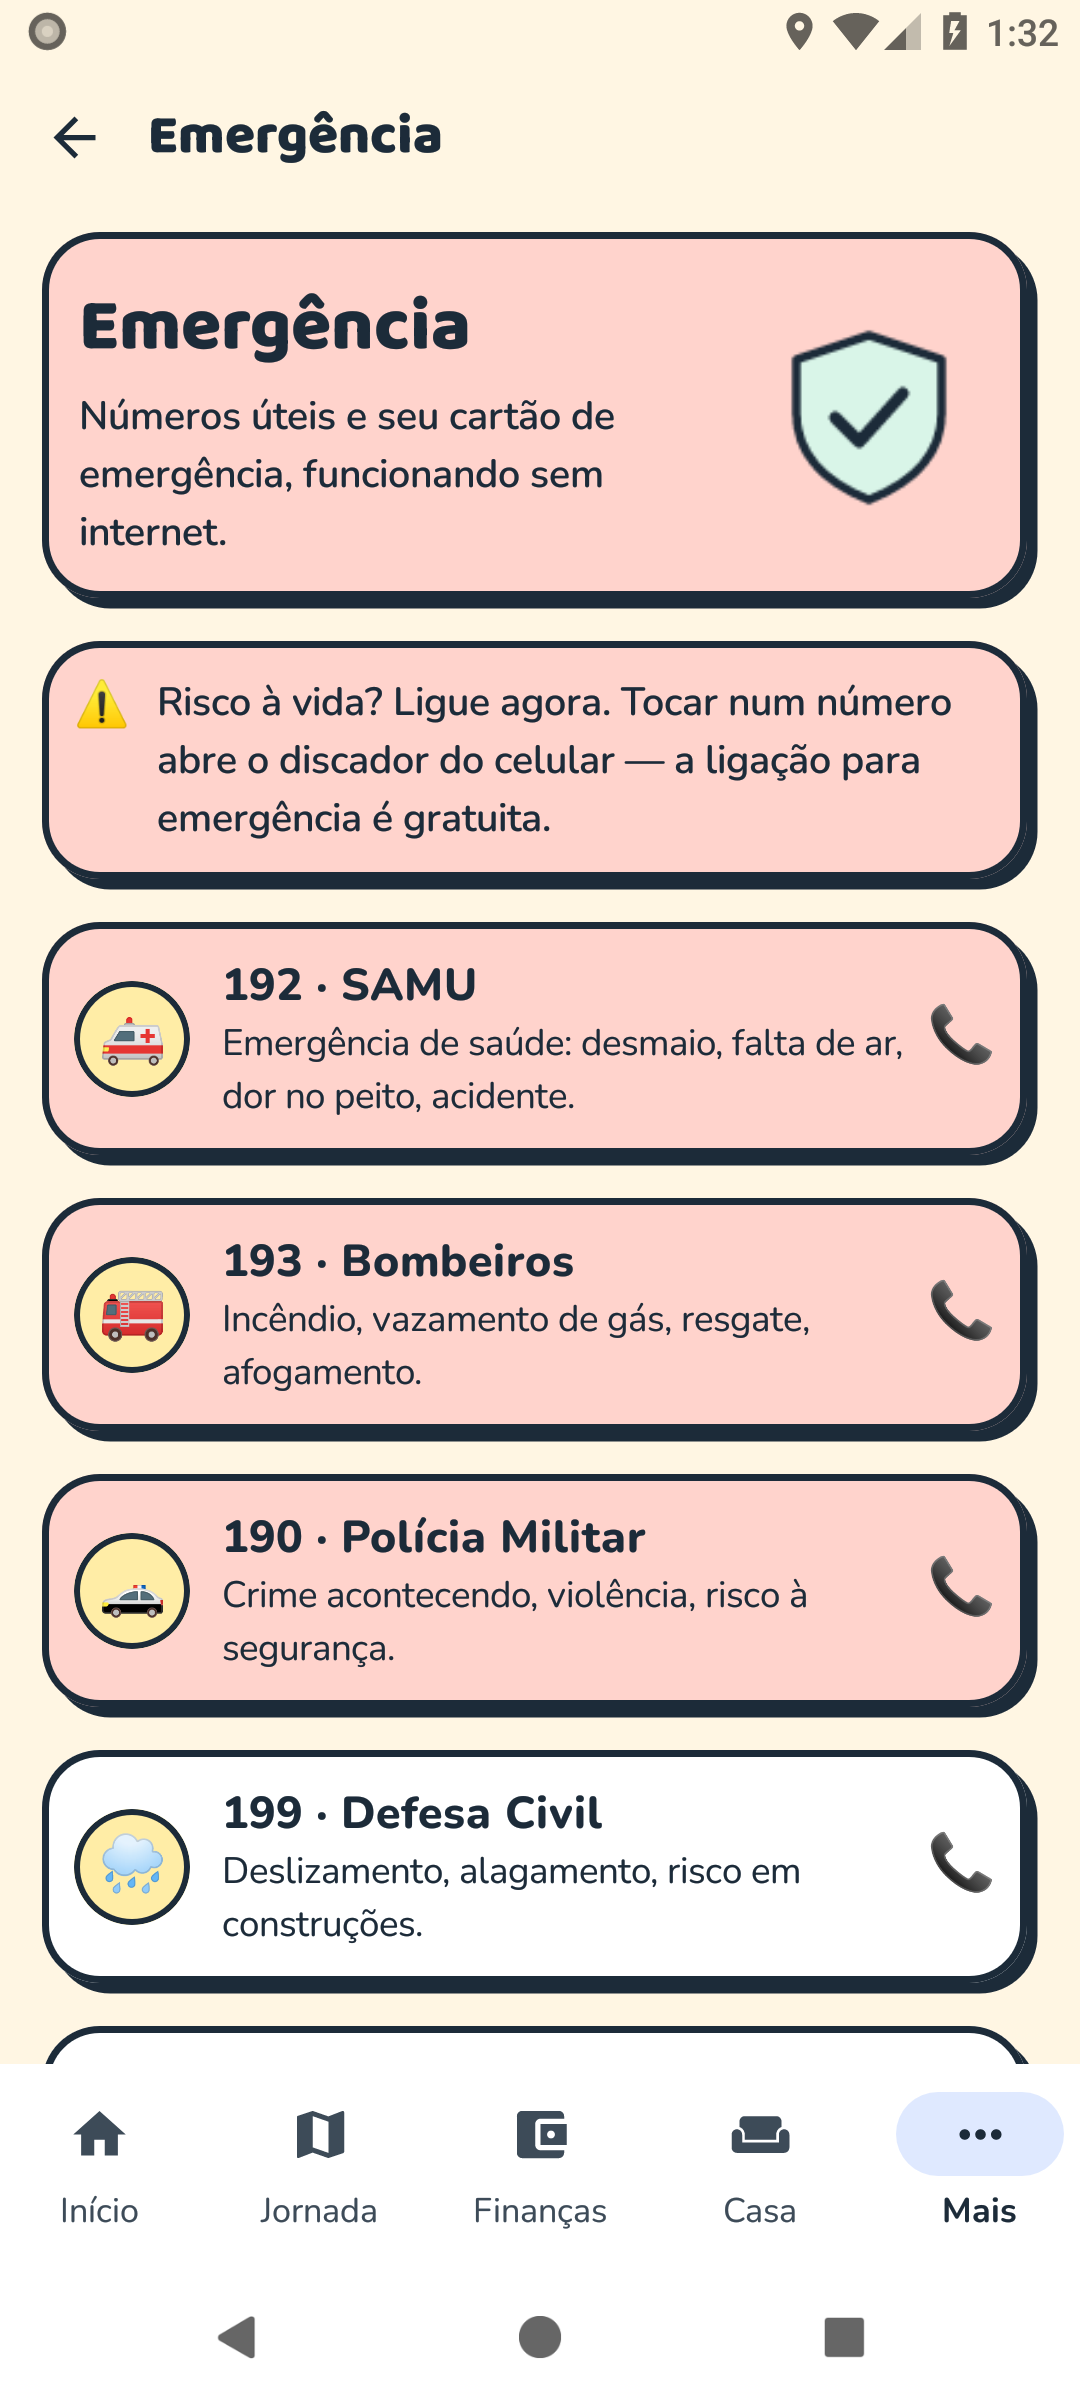 1:32
Emergência
Emergência
Números úteis e seu cartão de
emergência, funcionando sem
internet.
Risco à vida? Ligue agora. Tocar num número
abre o discador do celular — a ligação para
emergência é gratuita.
192 · SAMU
Emergência de saúde: desmaio, falta de ar,
dor no peito, acidente.
193 · Bombeiros
Incêndio, vazamento de gás, resgate,
afogamento.
190 · Polícia Militar
Crime acontecendo, violência, risco à
segurança.
199 · Defesa Civil
Deslizamento, alagamento, risco em
construções.
Início
Jornada
Finanças
Casa
Mais